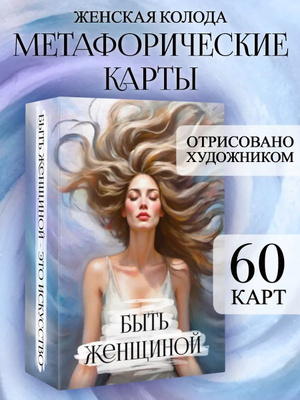 ЖЕНСКАЯ КОЛОДА
МЕТАФОРИЧЕСКИЕ
КАРТЫ
ОТРИСОВАНО
ХУДОЖНИКОМ
60
КАРТ
БЫТЬ ЖЕНЩИНОЙ - ЭТО ИСКУССТВО
БЫТЬ
ЖЕНЩИНОЙ